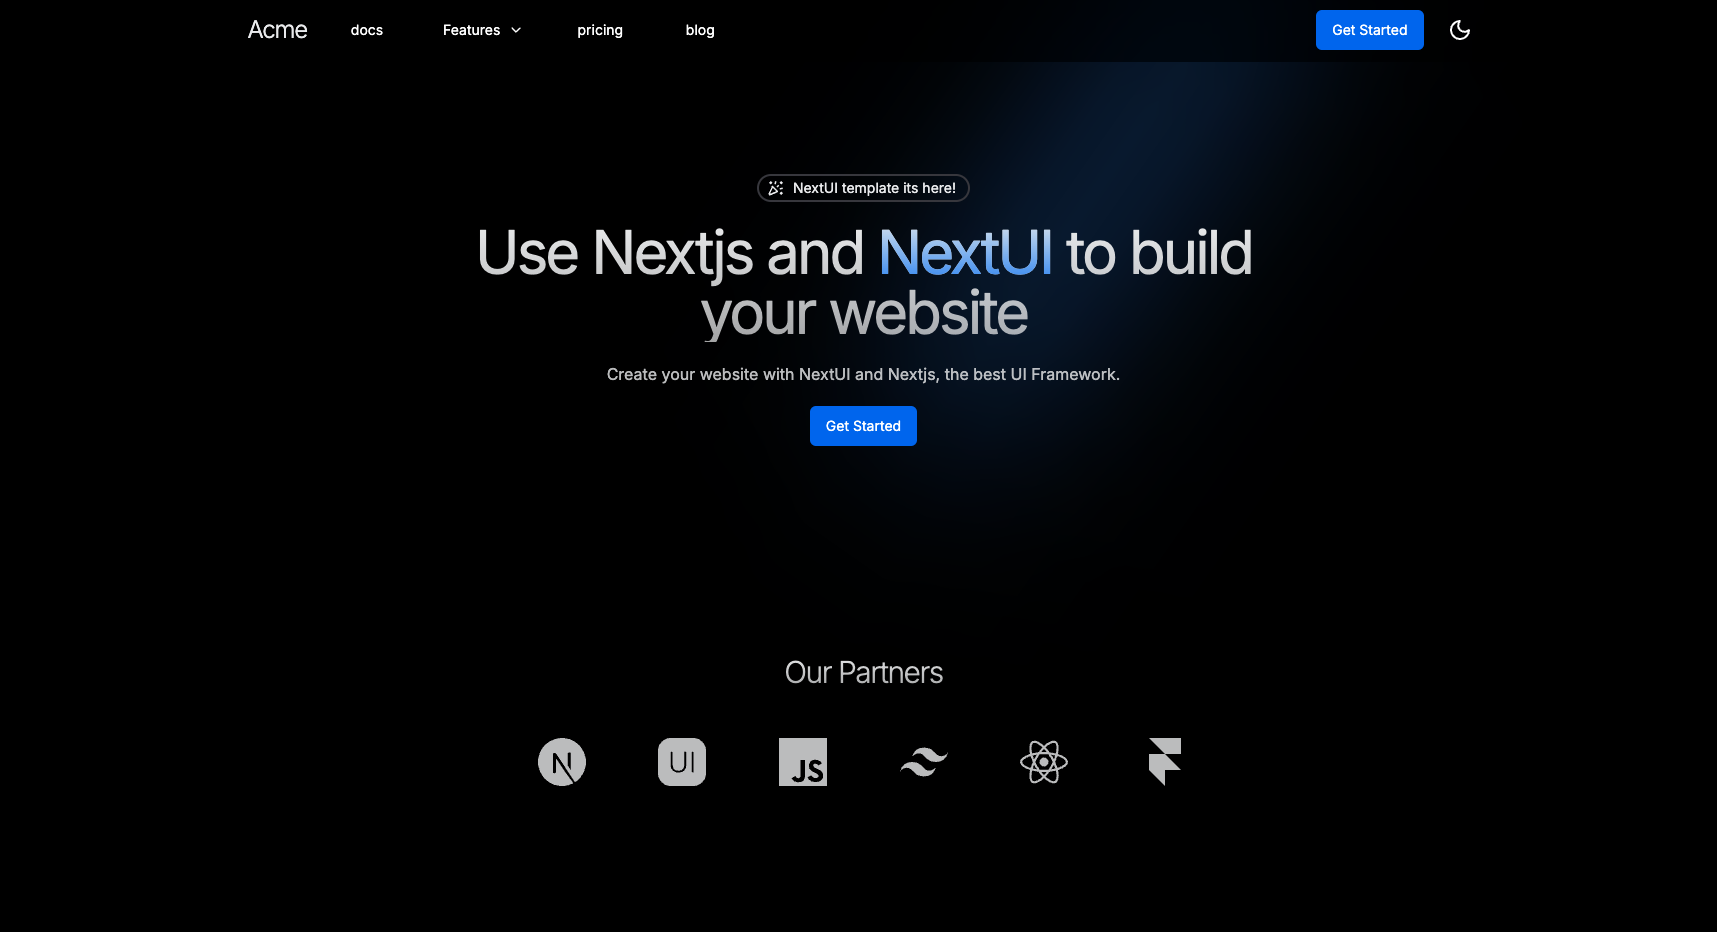 Acme docs Features pricing blog Get Started
NextUI template its here!
Use Nextjs and NextUI to build
your website
Create your website with NextUI and Nextjs, the best UI Framework.
Get Started
Our Partners
N UI JS